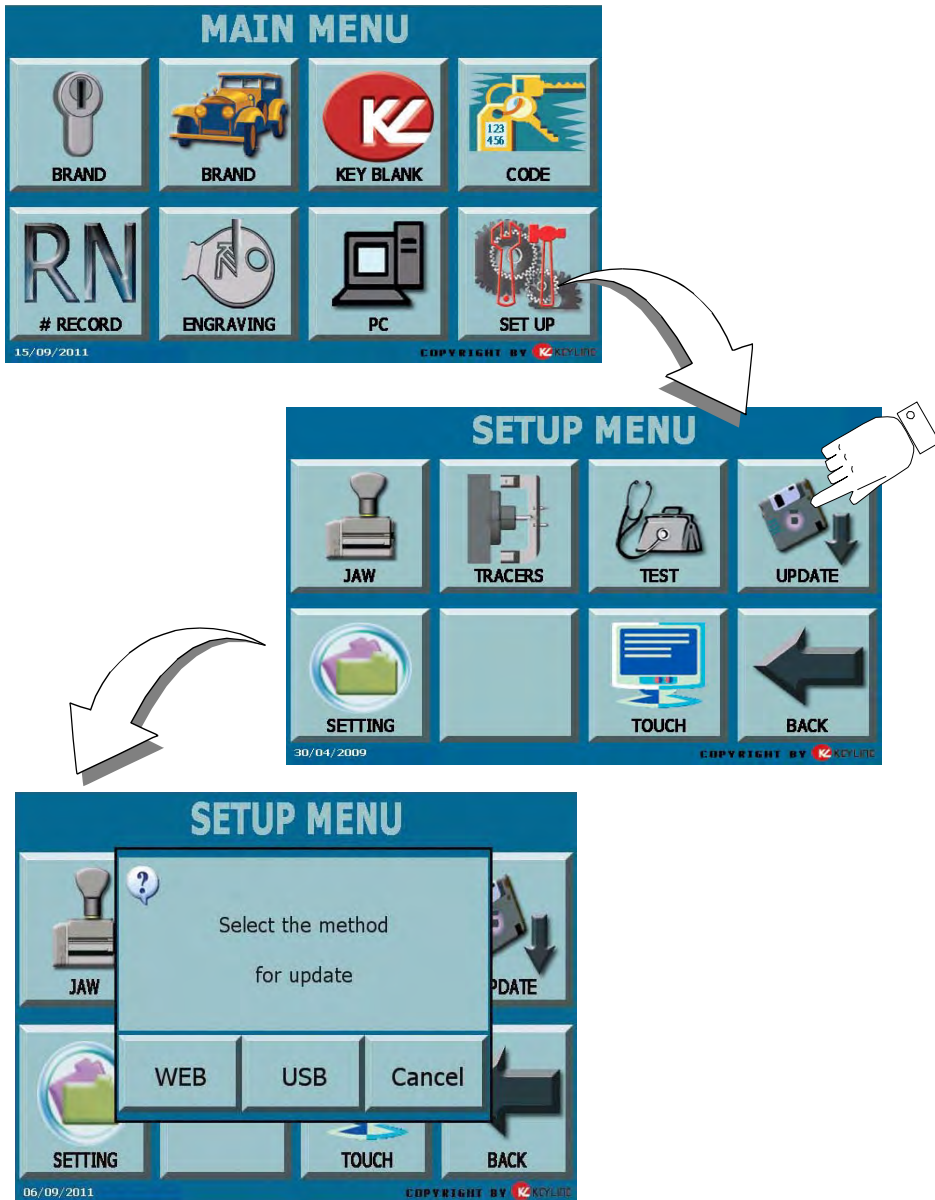 MAIN MENU
BRAND
BRAND
KEY BLANK
123
456
CODE
RN
# RECORD
ENGRAVING
PC
SET UP
15/09/2011
COPYRIGHT BY KEYLINE
SETUP MENU
JAW
TRACERS
TEST
UPDATE
SETTING
TOUCH
BACK
30/04/2009
COPYRIGHT BY KEYLINE
SETUP MENU
?
Select the method
for update
JAW
PDATE
WEB
USB
Cancel
SETTING
TOUCH
BACK
06/09/2011
COPYRIGHT BY KEYLINE